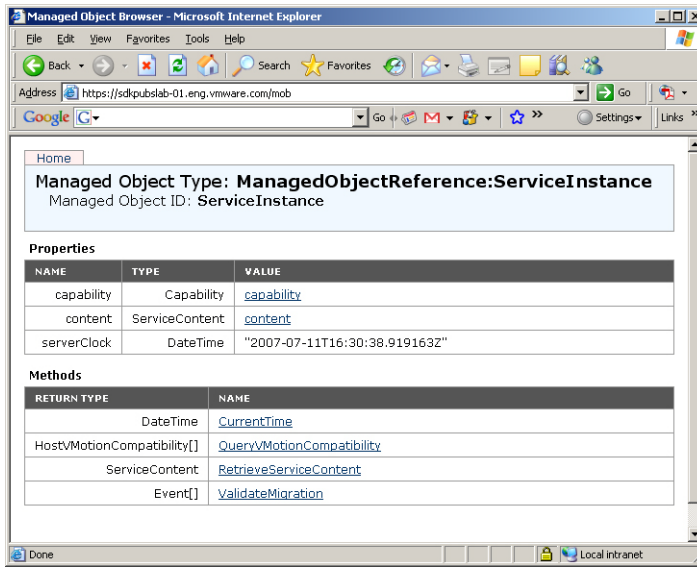 Managed Object Browser - Microsoft Internet Explorer
File Edit View Favorites Tools Help
Back Search Favorites
Address https://sdkpubslab-01.eng.vmware.com/mob Go
Google G Go Settings Links »
Home
Managed Object Type: ManagedObjectReference:ServiceInstance
Managed Object ID: ServiceInstance
Properties
NAME TYPE VALUE
capability Capability capability
content ServiceContent content
serverClock DateTime "2007-07-11T16:30:38.919163Z"
Methods
RETURN TYPE NAME
DateTime CurrentTime
HostVMotionCompatibility[] QueryVMotionCompatibility
ServiceContent RetrieveServiceContent
Event[] ValidateMigration
Done Local intranet